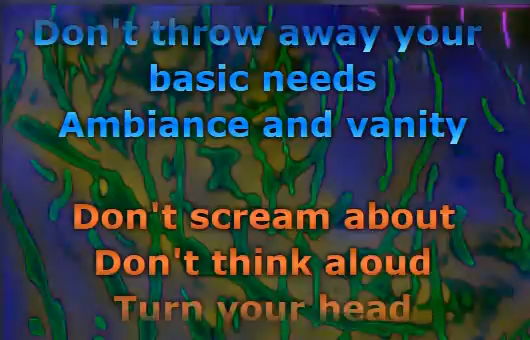 Don't throw away your
basic needs
Ambiance and vanity
Don't scream about
Don't think aloud
Turn your head